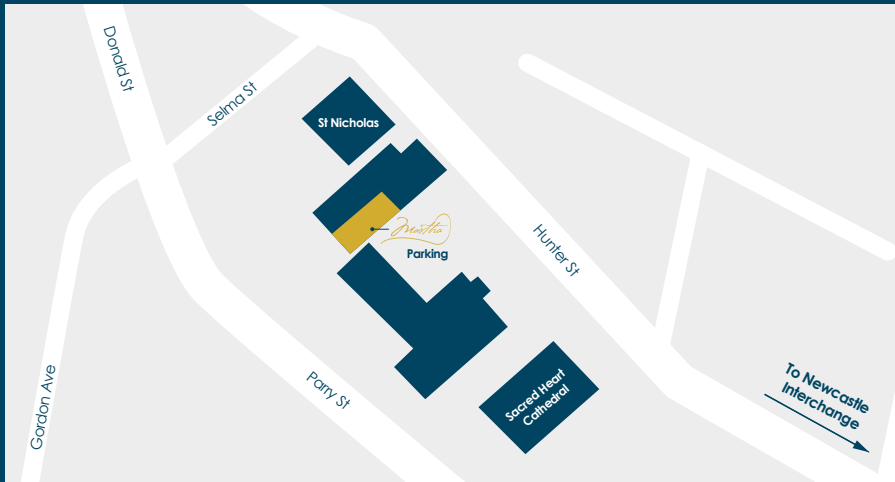 Donald St
Selma St
St Nicholas
Martha
Parking
Hunter St
Gordon Ave
Parry St
Sacred Heart
Cathedral
To Newcastle
Interchange